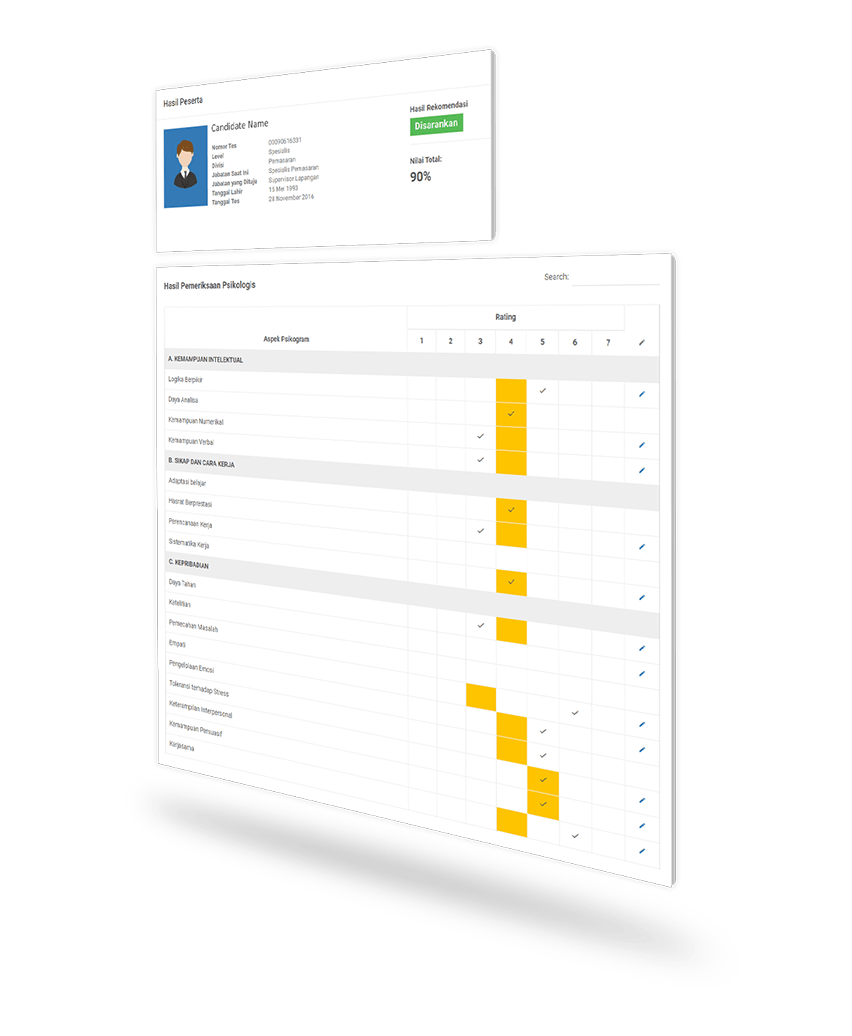 Hasil Peserta
Candidate Name
Nomor Tes 00090616331
Level Spesialis
Divisi Pemasaran
Jabatan Saat Ini Spesialis Pemasaran
Jabatan yang Dituju Supervisor Lapangan
Tanggal Lahir 15 Mei 1993
Tanggal Tes 28 November 2016
Hasil Rekomendasi
Disarankan
Nilai Total:
90%
Hasil Pemeriksaan Psikologis
Search:
Rating
Aspek Psikogram 1 2 3 4 5 6 7
A. KEMAMPUAN INTELEKTUAL
Logika Berpikir
Daya Analisa
Kemampuan Numerikal
Kemampuan Verbal
B. SIKAP DAN CARA KERJA
Adaptasi belajar
Hasrat Berprestasi
Perencanaan Kerja
Sistematika Kerja
C. KEPRIBADIAN
Daya Tahan
Ketelitian
Pemecahan Masalah
Empati
Pengelolaan Emosi
Toleransi terhadap Stress
Keterampilan Interpersonal
Kemampuan Persuasif
Kerjasama